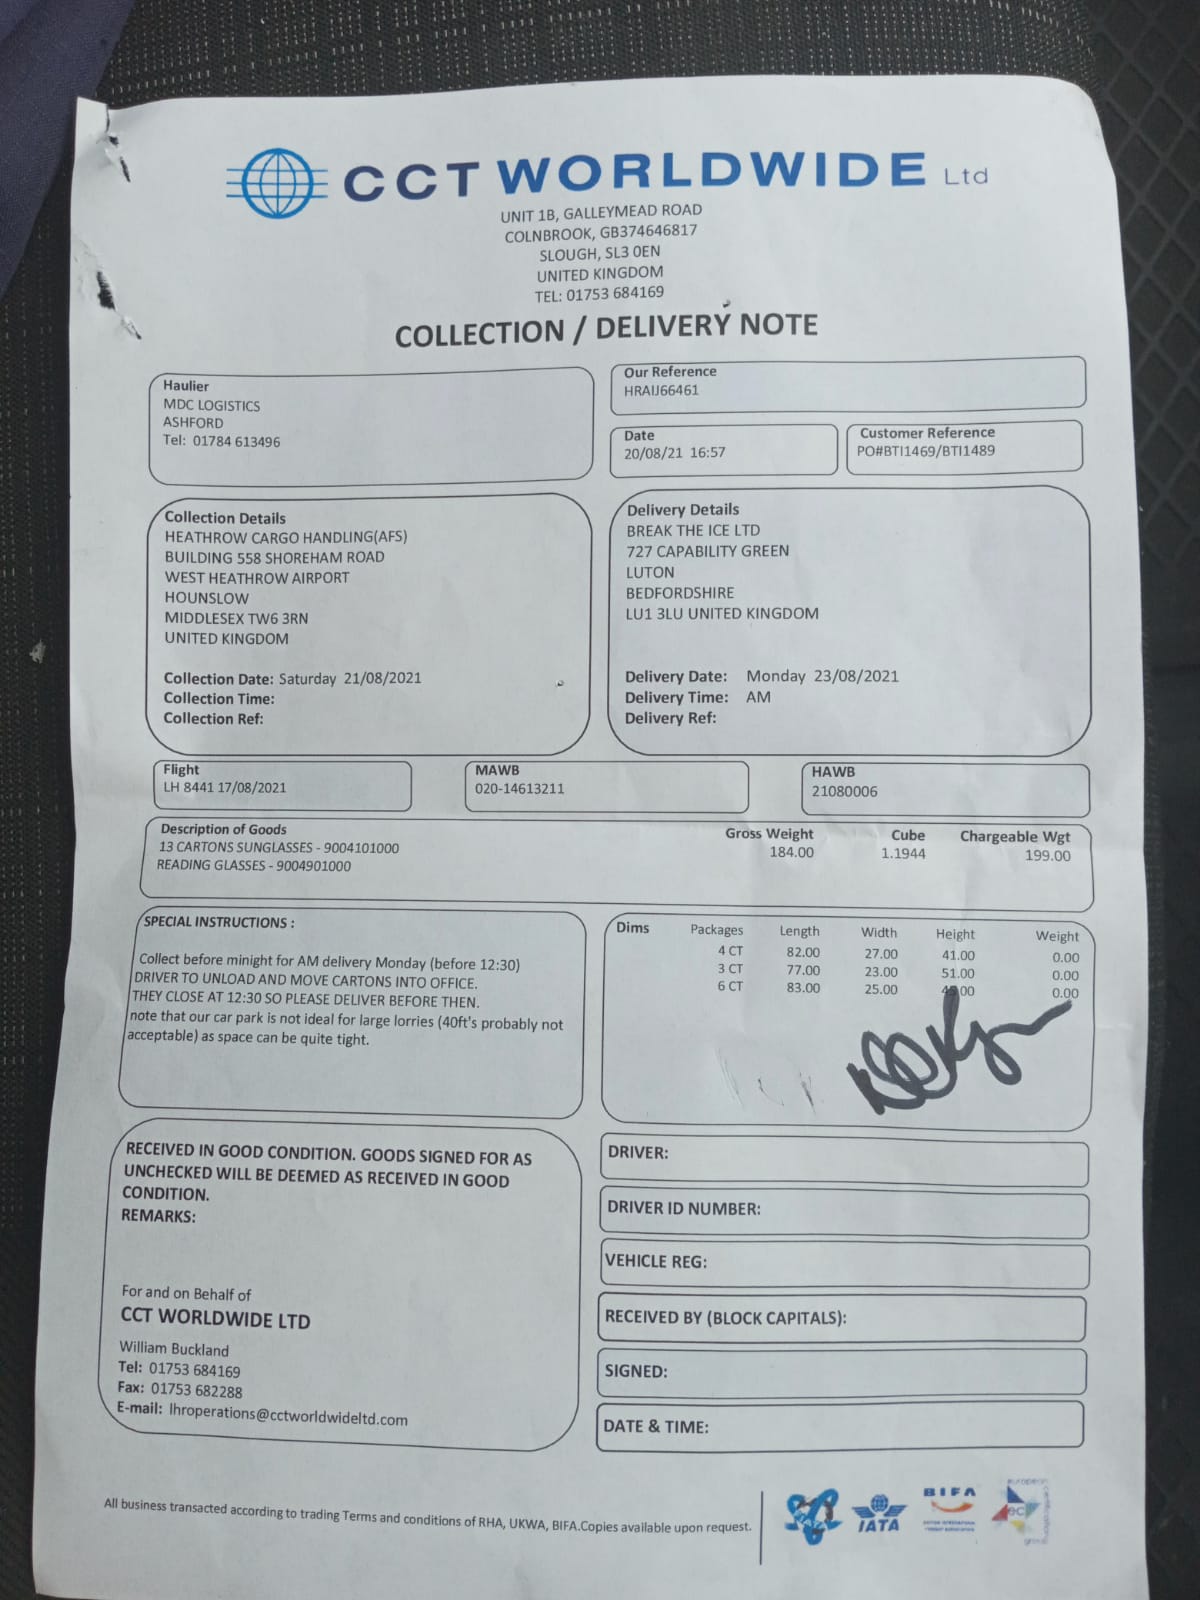 CCT WORLDWIDE Ltd
UNIT 1B, GALLEYMEAD ROAD
COLNBROOK, GB374646817
SLOUGH, SL3 0EN
UNITED KINGDOM
TEL: 01753 684169
COLLECTION / DELIVERY NOTE
Haulier
MDC LOGISTICS
ASHFORD
Tel: 01784 613496
Our Reference
HRAIJ66461
Date
20/08/21 16:57
Customer Reference
PO#BTI1469/BTI1489
Collection Details
HEATHROW CARGO HANDLING(AFS)
BUILDING 558 SHOREHAM ROAD
WEST HEATHROW AIRPORT
HOUNSLOW
MIDDLESEX TW6 3RN
UNITED KINGDOM
Collection Date: Saturday 21/08/2021
Collection Time:
Collection Ref:
Delivery Details
BREAK THE ICE LTD
727 CAPABILITY GREEN
LUTON
BEDFORDSHIRE
LU1 3LU UNITED KINGDOM
Delivery Date: Monday 23/08/2021
Delivery Time: AM
Delivery Ref:
Flight
LH 8441 17/08/2021
MAWB
020-14613211
HAWB
21080006
Description of Goods
13 CARTONS SUNGLASSES - 9004101000
READING GLASSES - 9004901000
Gross Weight Cube Chargeable Wgt
184.00 1.1944 199.00
SPECIAL INSTRUCTIONS :
Collect before minight for AM delivery Monday (before 12:30)
DRIVER TO UNLOAD AND MOVE CARTONS INTO OFFICE.
THEY CLOSE AT 12:30 SO PLEASE DELIVER BEFORE THEN.
note that our car park is not ideal for large lorries (40ft's probably not
acceptable) as space can be quite tight.
Dims Packages Length Width Height Weight
4 CT 82.00 27.00 41.00 0.00
3 CT 77.00 23.00 51.00 0.00
6 CT 83.00 25.00 0.00
RECEIVED IN GOOD CONDITION. GOODS SIGNED FOR AS
UNCHECKED WILL BE DEEMED AS RECEIVED IN GOOD
CONDITION.
REMARKS:
For and on Behalf of
CCT WORLDWIDE LTD
William Buckland
Tel: 01753 684169
Fax: 01753 682288
E-mail: lhroperations@cctworldwideltd.com
DRIVER:
DRIVER ID NUMBER:
VEHICLE REG:
RECEIVED BY (BLOCK CAPITALS):
SIGNED:
DATE & TIME:
All business transacted according to trading Terms and conditions of RHA, UKWA, BIFA.Copies available upon request.
FIATA
IATA
BIFA
european
ecg
group